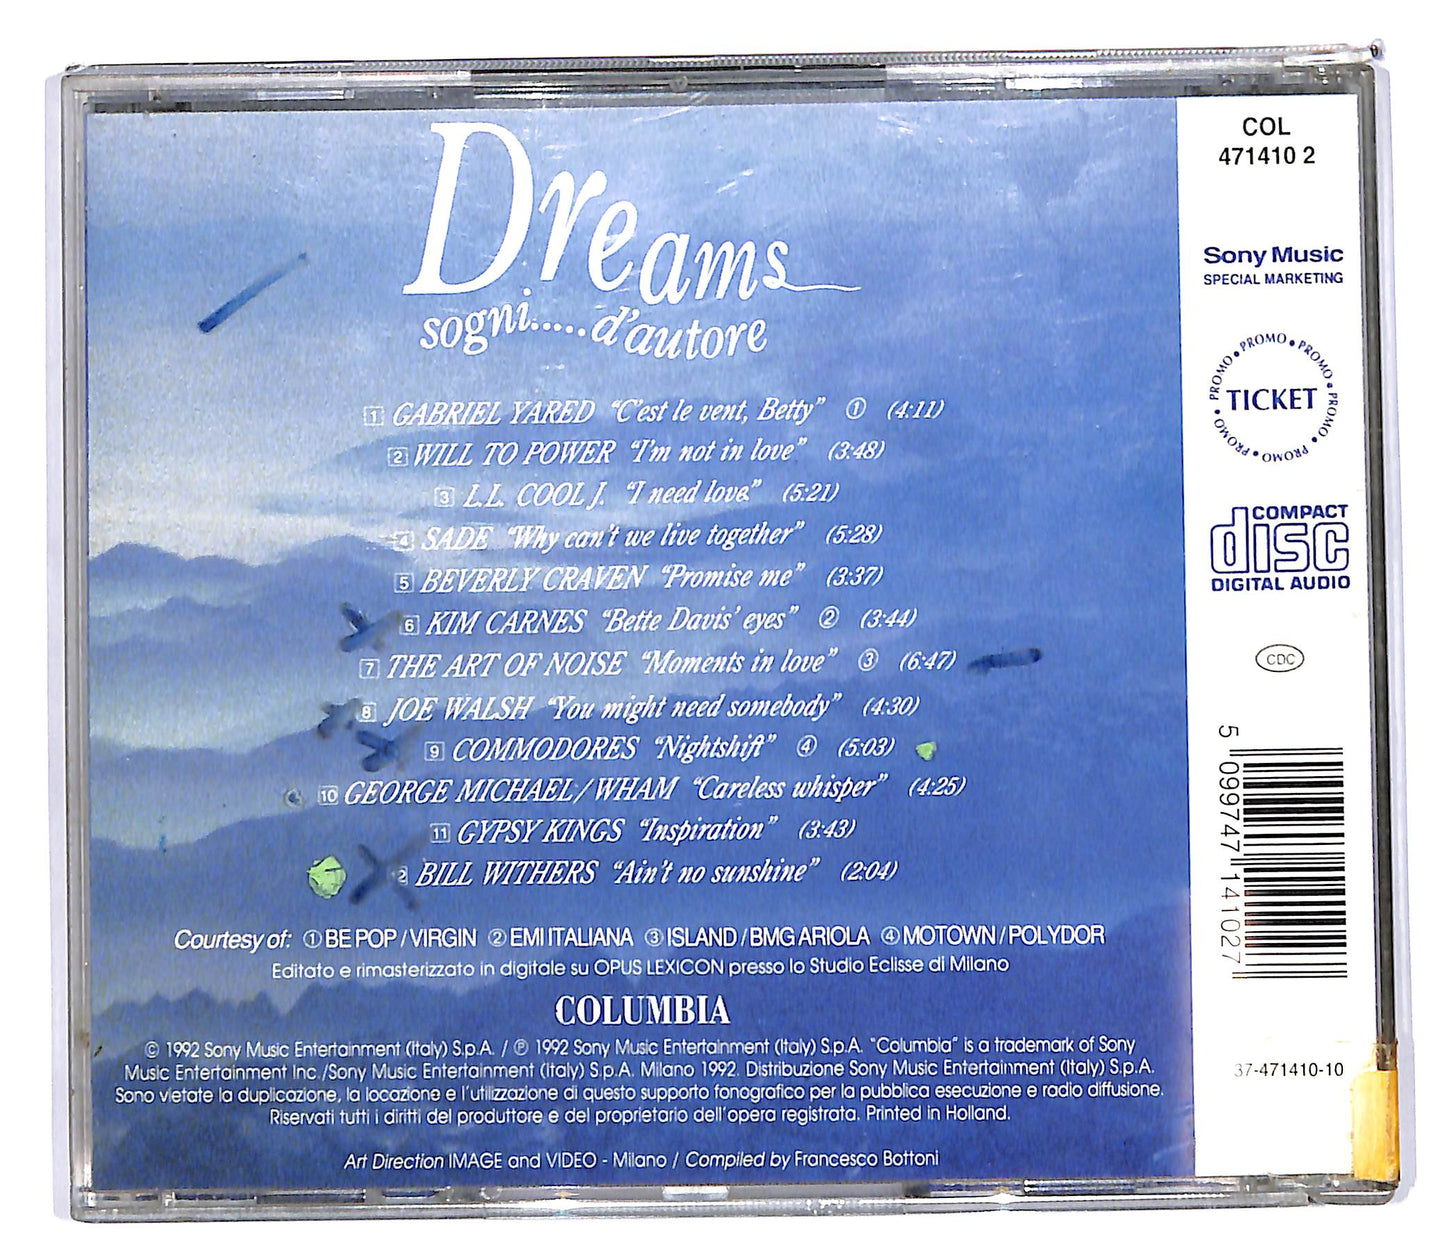 Dreams
sogni.....d'autore
1 GABRIEL YARED "C'est le vent, Betty" ① (4:11)
2 WILL TO POWER "I'm not in love" (3:48)
3 L.L. COOL J. "I need love" (5:21)
4 SADE "Why can't we live together" (5:28)
5 BEVERLY CRAVEN "Promise me" (3:37)
6 KIM CARNES "Bette Davis' eyes" ② (3:44)
7 THE ART OF NOISE "Moments in love" ③ (6:47)
8 JOE WALSH "You might need somebody" (4:30)
9 COMMODORES "Nightshift" ④ (5:03)
10 GEORGE MICHAEL/WHAM "Careless whisper" (4:25)
11 GYPSY KINGS "Inspiration" (3:43)
2 BILL WITHERS "Ain't no sunshine" (2:04)
Courtesy of: ① BE POP/VIRGIN ② EMI ITALIANA ③ ISLAND/BMG ARIOLA ④ MOTOWN/POLYDOR
Editato e rimasterizzato in digitale su OPUS LEXICON presso lo Studio Eclisse di Milano
COLUMBIA
© 1992 Sony Music Entertainment (Italy) S.p.A. / ℗ 1992 Sony Music Entertainment (Italy) S.p.A. "Columbia" is a trademark of Sony
Music Entertainment Inc./Sony Music Entertainment (Italy) S.p.A. Milano 1992. Distribuzione Sony Music Entertainment (Italy) S.p.A.
Sono vietate la duplicazione, la locazione e l'utilizzazione di questo supporto fonografico per la pubblica esecuzione e radio diffusione.
Riservati tutti i diritti del produttore e del proprietario dell'opera registrata. Printed in Holland.
Art Direction IMAGE and VIDEO - Milano / Compiled by Francesco Bottoni
COL
471410 2
Sony Music
SPECIAL MARKETING
PROMO • PROMO • PROMO • PROMO • PROMO • PROMO •
TICKET
COMPACT
disc
DIGITAL AUDIO
CDC
5 099747 141027
37-471410-10